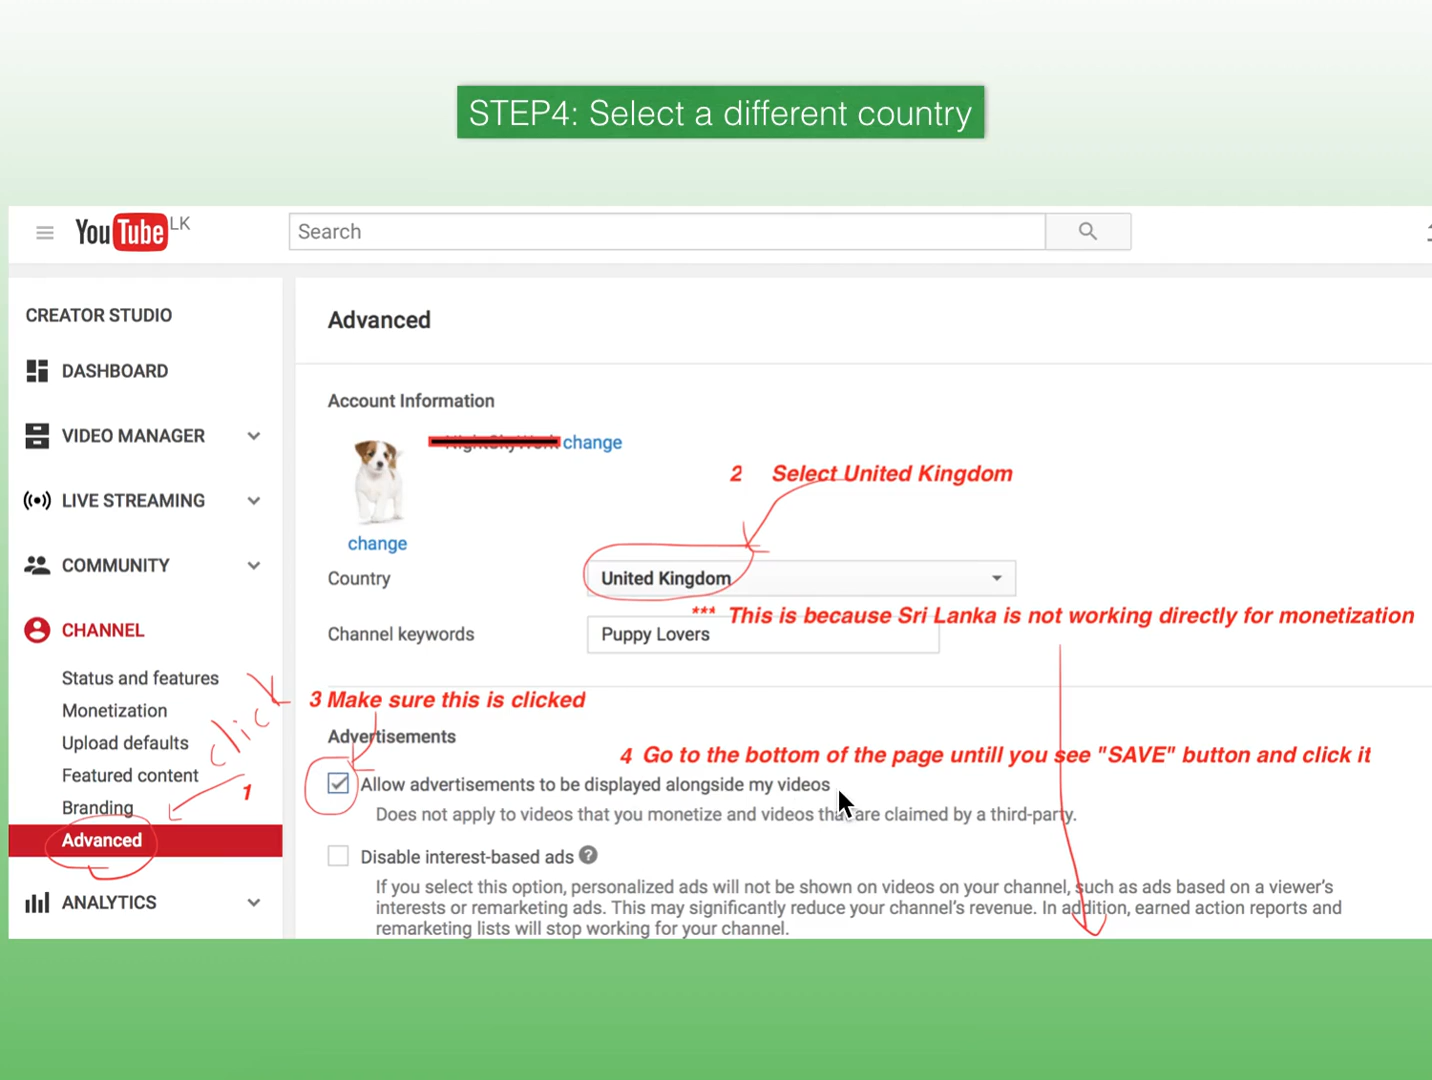 STEP4: Select a different country
YouTube LK
Search
CREATOR STUDIO
Advanced
DASHBOARD
Account Information
VIDEO MANAGER
change
2 Select United Kingdom
LIVE STREAMING
change
COMMUNITY
Country
United Kingdom
*** This is because Sri Lanka is not working directly for monetization
CHANNEL
Channel keywords
Puppy Lovers
Status and features
3 Make sure this is clicked
Monetization
clic
Upload defaults
Advertisements
4 Go to the bottom of the page untill you see "SAVE" button and click it
Featured content
1
Allow advertisements to be displayed alongside my videos
Branding
Does not apply to videos that you monetize and videos that are claimed by a third-party.
Advanced
Disable interest-based ads ?
If you select this option, personalized ads will not be shown on videos on your channel, such as ads based on a viewer's
interests or remarketing ads. This may significantly reduce your channel's revenue. In addition, earned action reports and
remarketing lists will stop working for your channel.
ANALYTICS